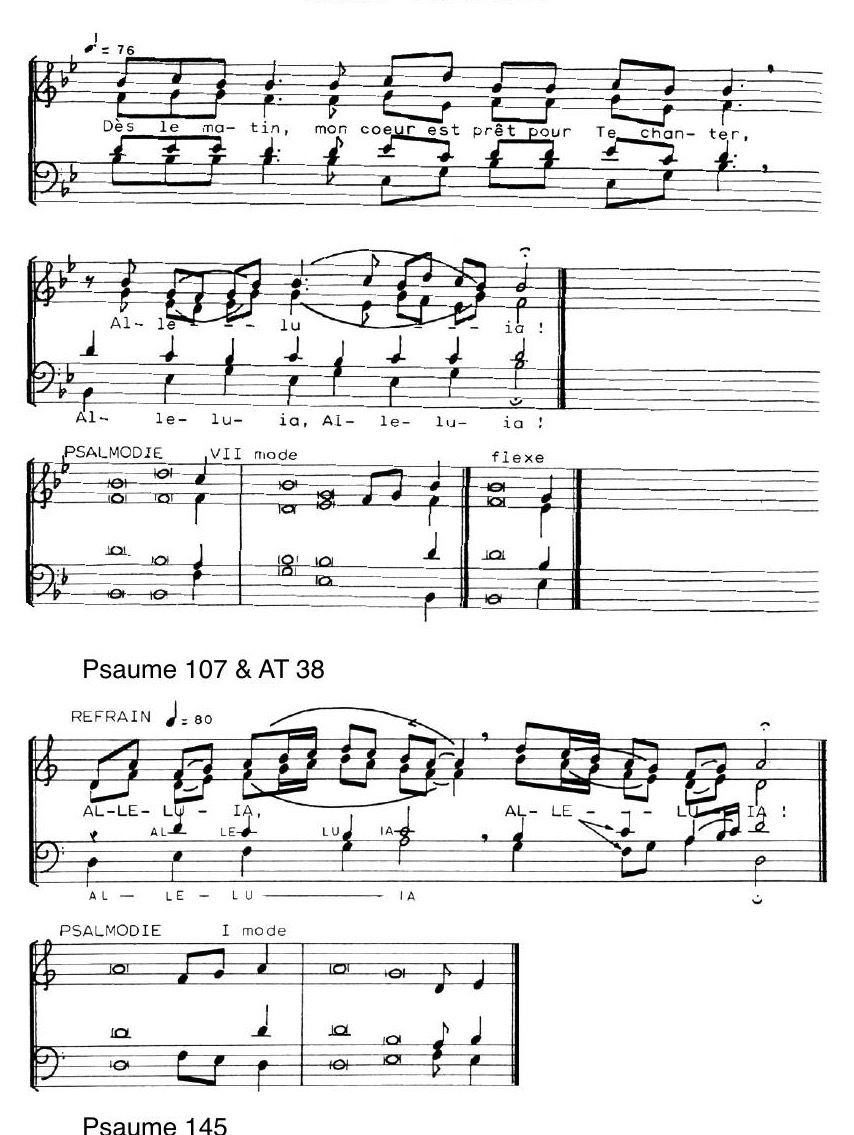 = 76
Dès le ma- tin, mon coeur est prêt pour Te chan- ter,
Al- le - - - lu - - - ia !
Al- le- lu- ia, Al- le- lu- ia !
PSALMODIE VII mode flexe
Psaume 107 & AT 38
REFRAIN = 80
AL-LE- LU - IA, AL- LE - - - LU - IA !
AL LE LU IA
AL — LE - LU IA
PSALMODIE I mode
Psaume 145